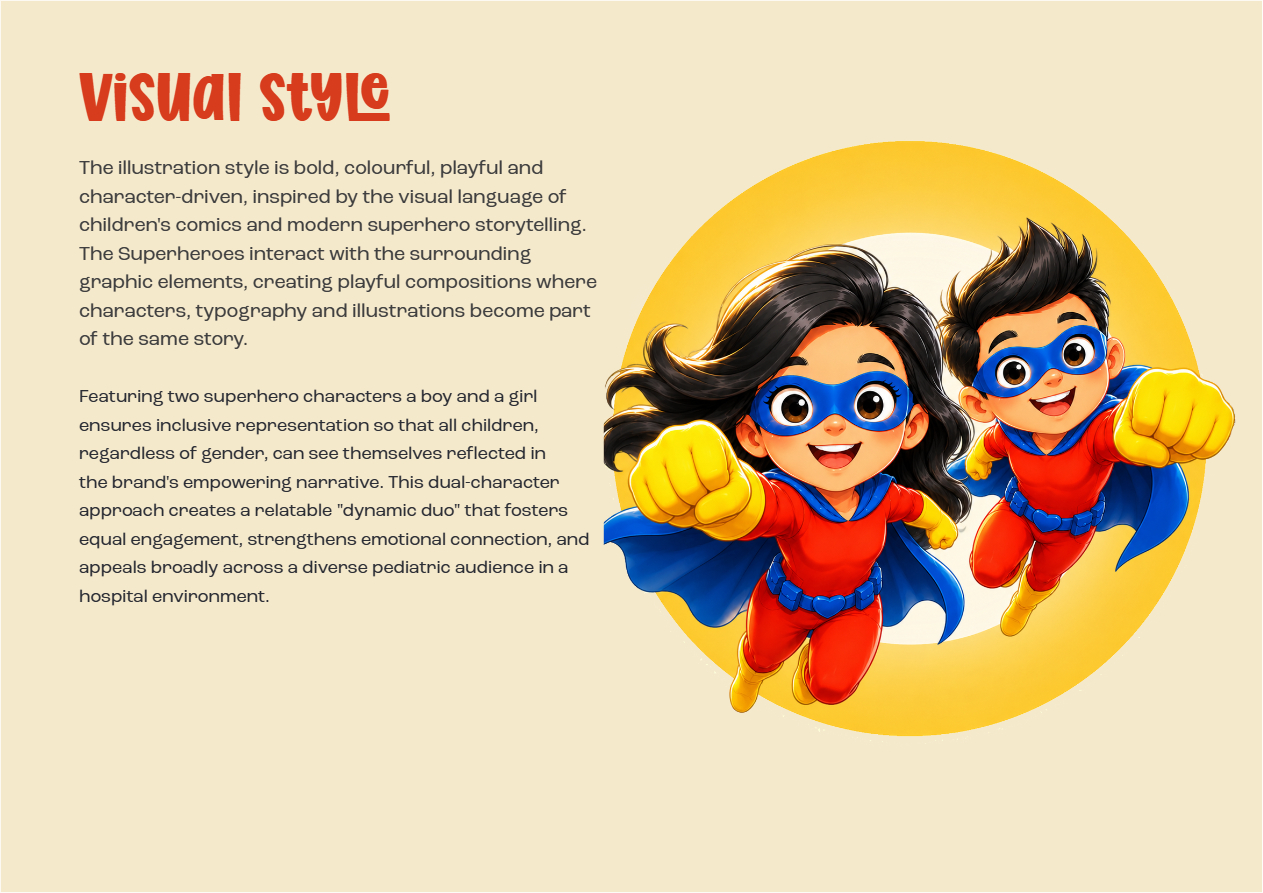 Visual Style
The illustration style is bold, colourful, playful and
character-driven, inspired by the visual language of
children's comics and modern superhero storytelling.
The Superheroes interact with the surrounding
graphic elements, creating playful compositions where
characters, typography and illustrations become part
of the same story.
Featuring two superhero characters a boy and a girl
ensures inclusive representation so that all children,
regardless of gender, can see themselves reflected in
the brand's empowering narrative. This dual-character
approach creates a relatable "dynamic duo" that fosters
equal engagement, strengthens emotional connection, and
appeals broadly across a diverse pediatric audience in a
hospital environment.